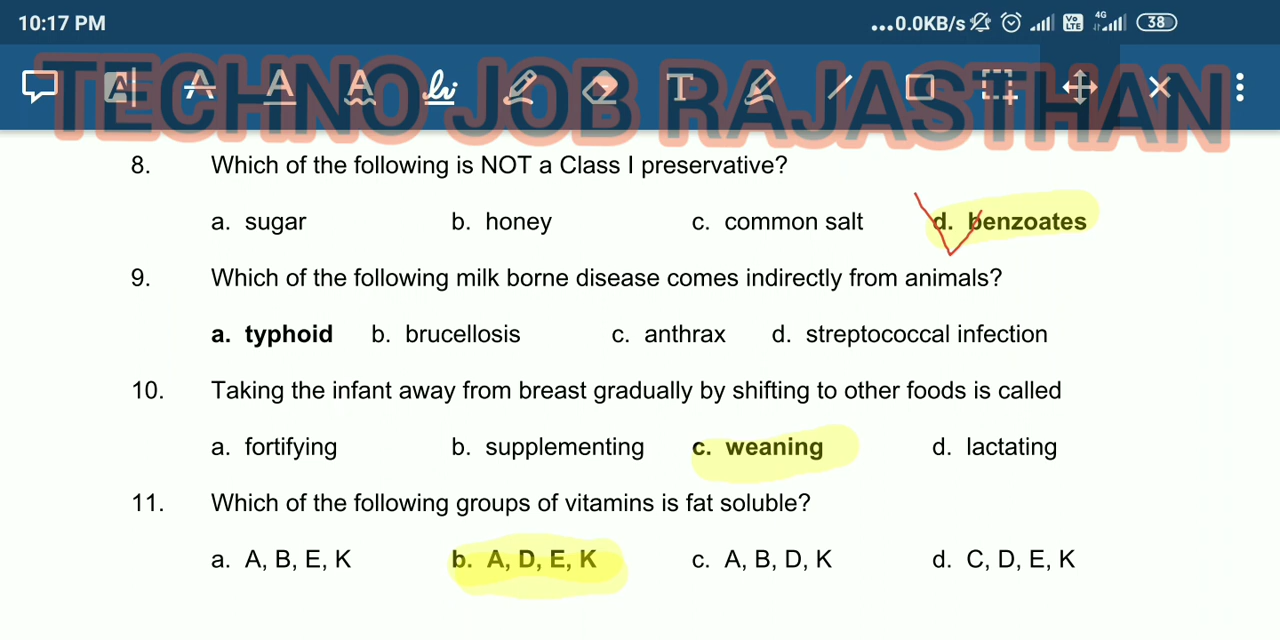 10:17 PM ...0.0KB/s Vo LTE 4G 38
TECHNO JOB RAJASTHAN
8. Which of the following is NOT a Class I preservative?
a. sugar b. honey c. common salt d. benzoates
9. Which of the following milk borne disease comes indirectly from animals?
a. typhoid b. brucellosis c. anthrax d. streptococcal infection
10. Taking the infant away from breast gradually by shifting to other foods is called
a. fortifying b. supplementing c. weaning d. lactating
11. Which of the following groups of vitamins is fat soluble?
a. A, B, E, K b. A, D, E, K c. A, B, D, K d. C, D, E, K